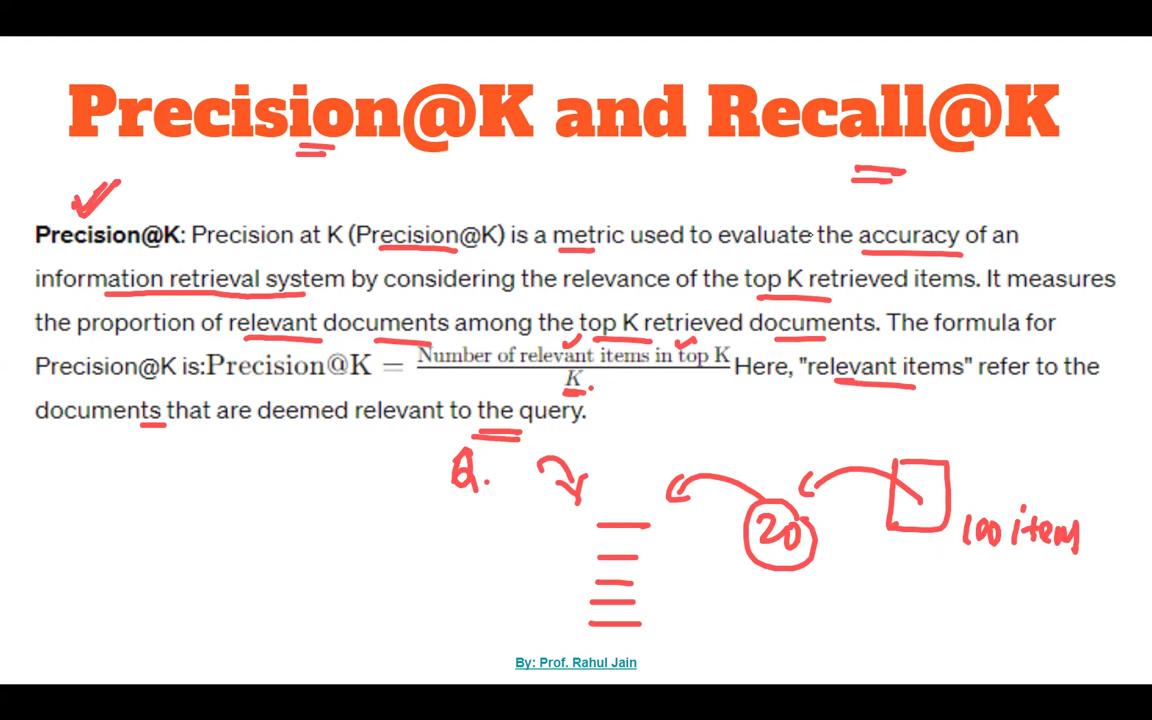 Precision@K and Recall@K
Precision@K: Precision at K (Precision@K) is a metric used to evaluate the accuracy of an
information retrieval system by considering the relevance of the top K retrieved items. It measures
the proportion of relevant documents among the top K retrieved documents. The formula for
Precision@K is:Precision@K = Number of relevant items in top K / K Here, "relevant items" refer to the
documents that are deemed relevant to the query.
Q.
20
100 item
By: Prof. Rahul Jain